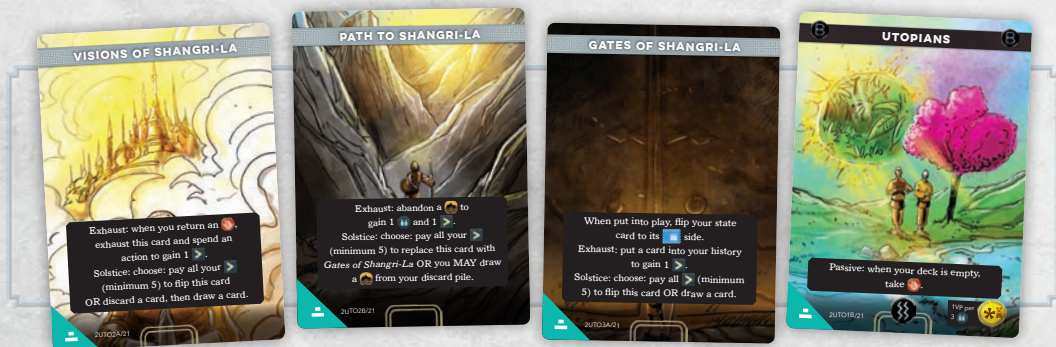 VISIONS OF SHANGRI-LA
Exhaust: when you return an ,
exhaust this card and spend an
action to gain 1 .
Solstice: choose: pay all your
(minimum 5) to flip this card
OR discard a card, then draw a card.
2UTO2A/21
PATH TO SHANGRI-LA
Exhaust: abandon a to
gain 1 and 1 .
Solstice: choose: pay all your
(minimum 5) to replace this card with
Gates of Shangri-La OR you MAY draw
a from your discard pile.
2UTO2B/21
GATES OF SHANGRI-LA
When put into play, flip your state
card to its side.
Exhaust: put a card into your history
to gain 1 .
Solstice: choose: pay all (minimum
5) to flip this card OR draw a card.
2UTO3A/21
B UTOPIANS B
Passive: when your deck is empty,
take .
2UTO1B/21
1VP per
3